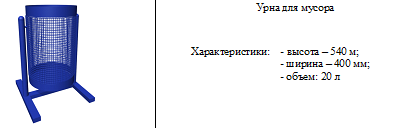 Урна для мусора
Характеристики: - высота – 540 м;
- ширина – 400 мм;
- объем: 20 л